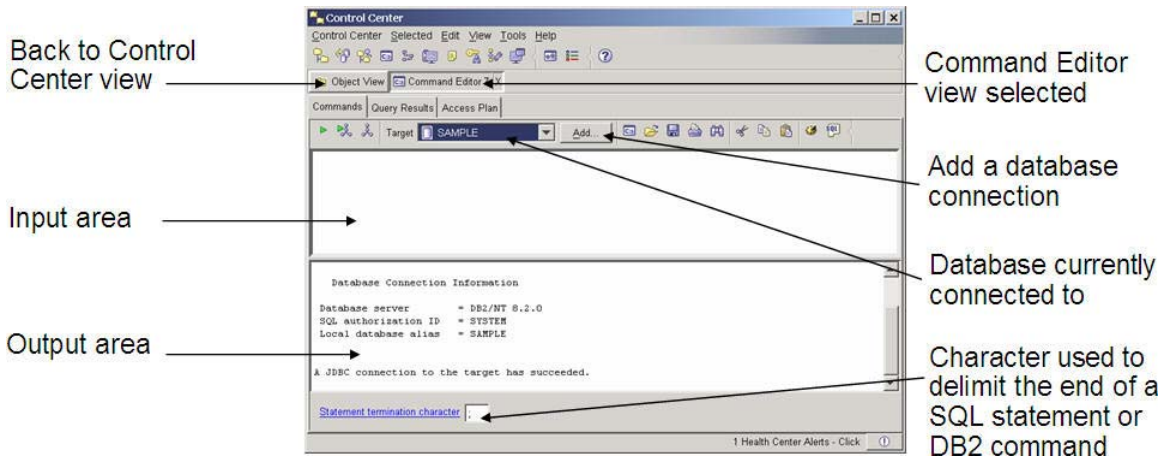 Control Center
Control Center Selected Edit View Tools Help
Back to Control
Center view
Object View Command Editor
Command Editor
view selected
Commands Query Results Access Plan
Target SAMPLE Add...
Add a database
connection
Input area
Database currently
connected to
Database Connection Information
Database server = DB2/NT 8.2.0
SQL authorization ID = SYSTEM
Local database alias = SAMPLE
Output area
A JDBC connection to the target has succeeded.
Character used to
delimit the end of a
SQL statement or
DB2 command
Statement termination character ;
1 Health Center Alerts - Click